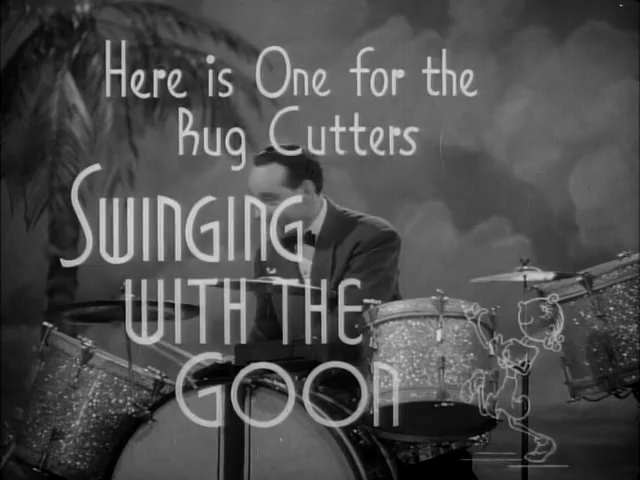 Here is One for the
Rug Cutters
SWINGING
WITH THE
GOON